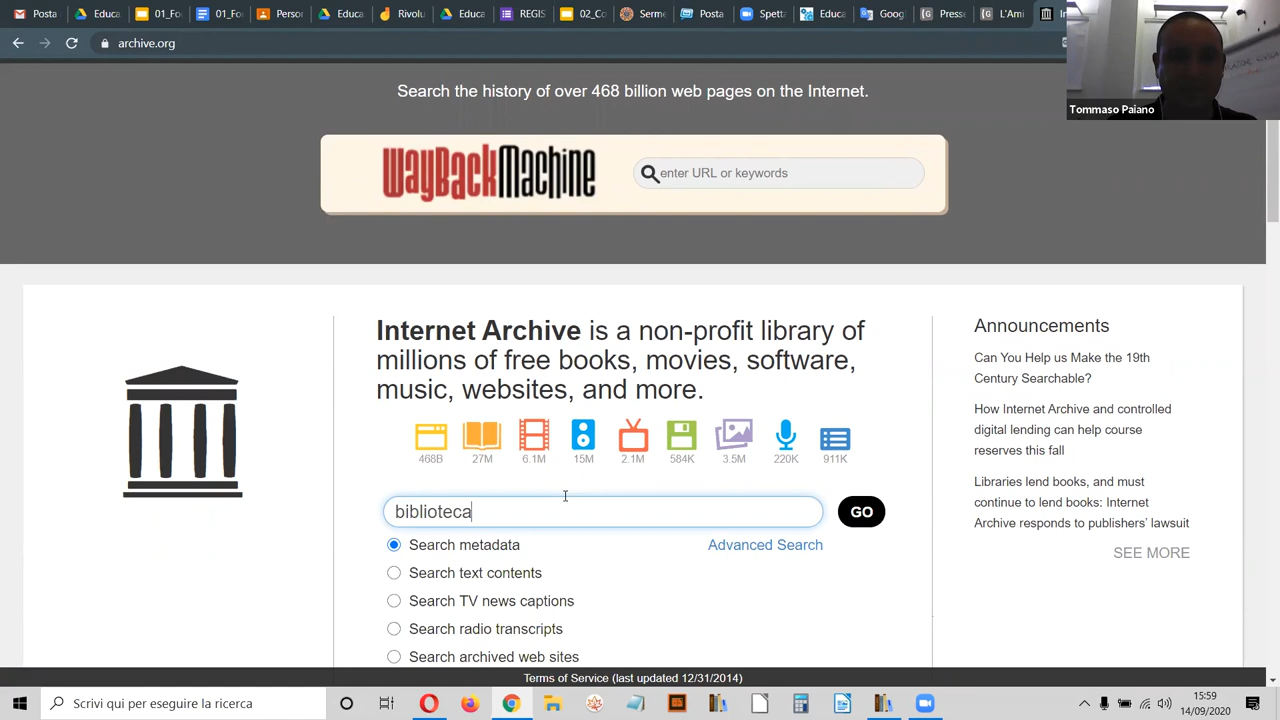 Posta
Educa
01_Fo
01_Fo
Perso
Educa
Rivolu
Educ
REGIS
02_Co
Serme
Posta
Spett
Educa
Goog
Presse
L'Ami
archive.org
Search the history of over 468 billion web pages on the Internet.
Tommaso Paiano
WayBackMachine
enter URL or keywords
Internet Archive is a non-profit library of
millions of free books, movies, software,
music, websites, and more.
468B 27M 6.1M 15M 2.1M 584K 3.5M 220K 911K
biblioteca
GO
Search metadata
Advanced Search
Search text contents
Search TV news captions
Search radio transcripts
Search archived web sites
Announcements
Can You Help us Make the 19th
Century Searchable?
How Internet Archive and controlled
digital lending can help course
reserves this fall
Libraries lend books, and must
continue to lend books: Internet
Archive responds to publishers' lawsuit
SEE MORE
Terms of Service (last updated 12/31/2014)
Scrivi qui per eseguire la ricerca
15:59
14/09/2020